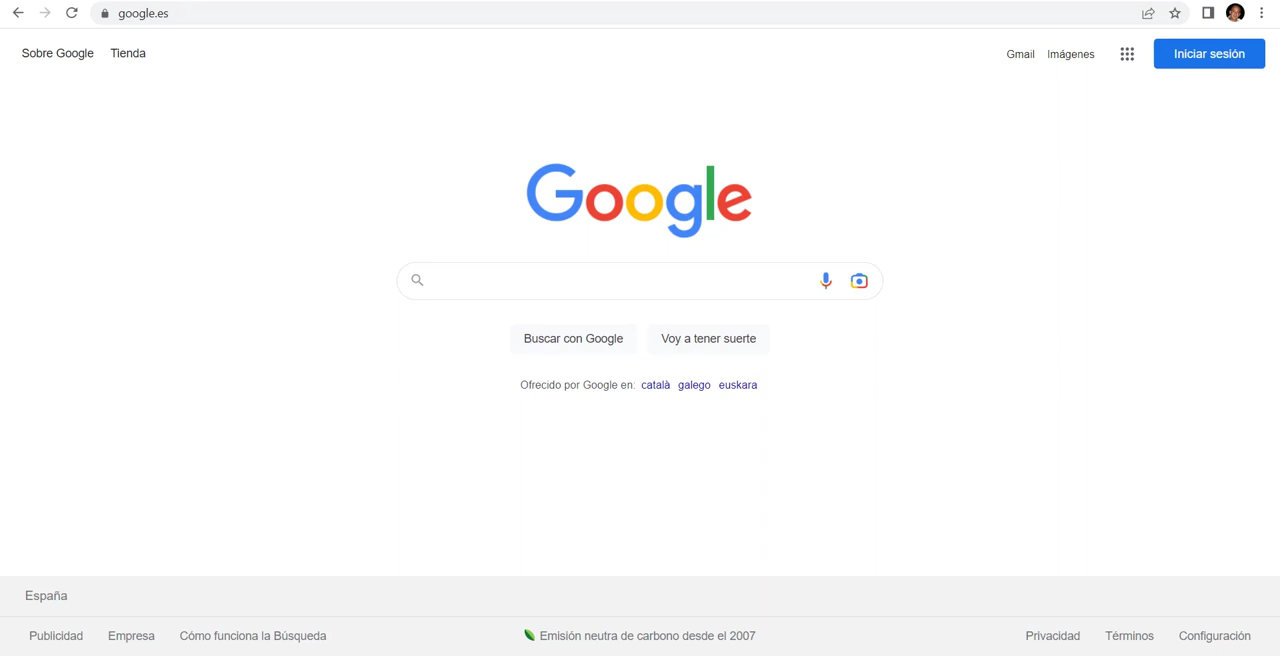 google.es
Sobre Google Tienda
Gmail Imágenes Iniciar sesión
Google
Buscar con Google Voy a tener suerte
Ofrecido por Google en: català galego euskara
España
Publicidad Empresa Cómo funciona la Búsqueda Emisión neutra de carbono desde el 2007 Privacidad Términos Configuración